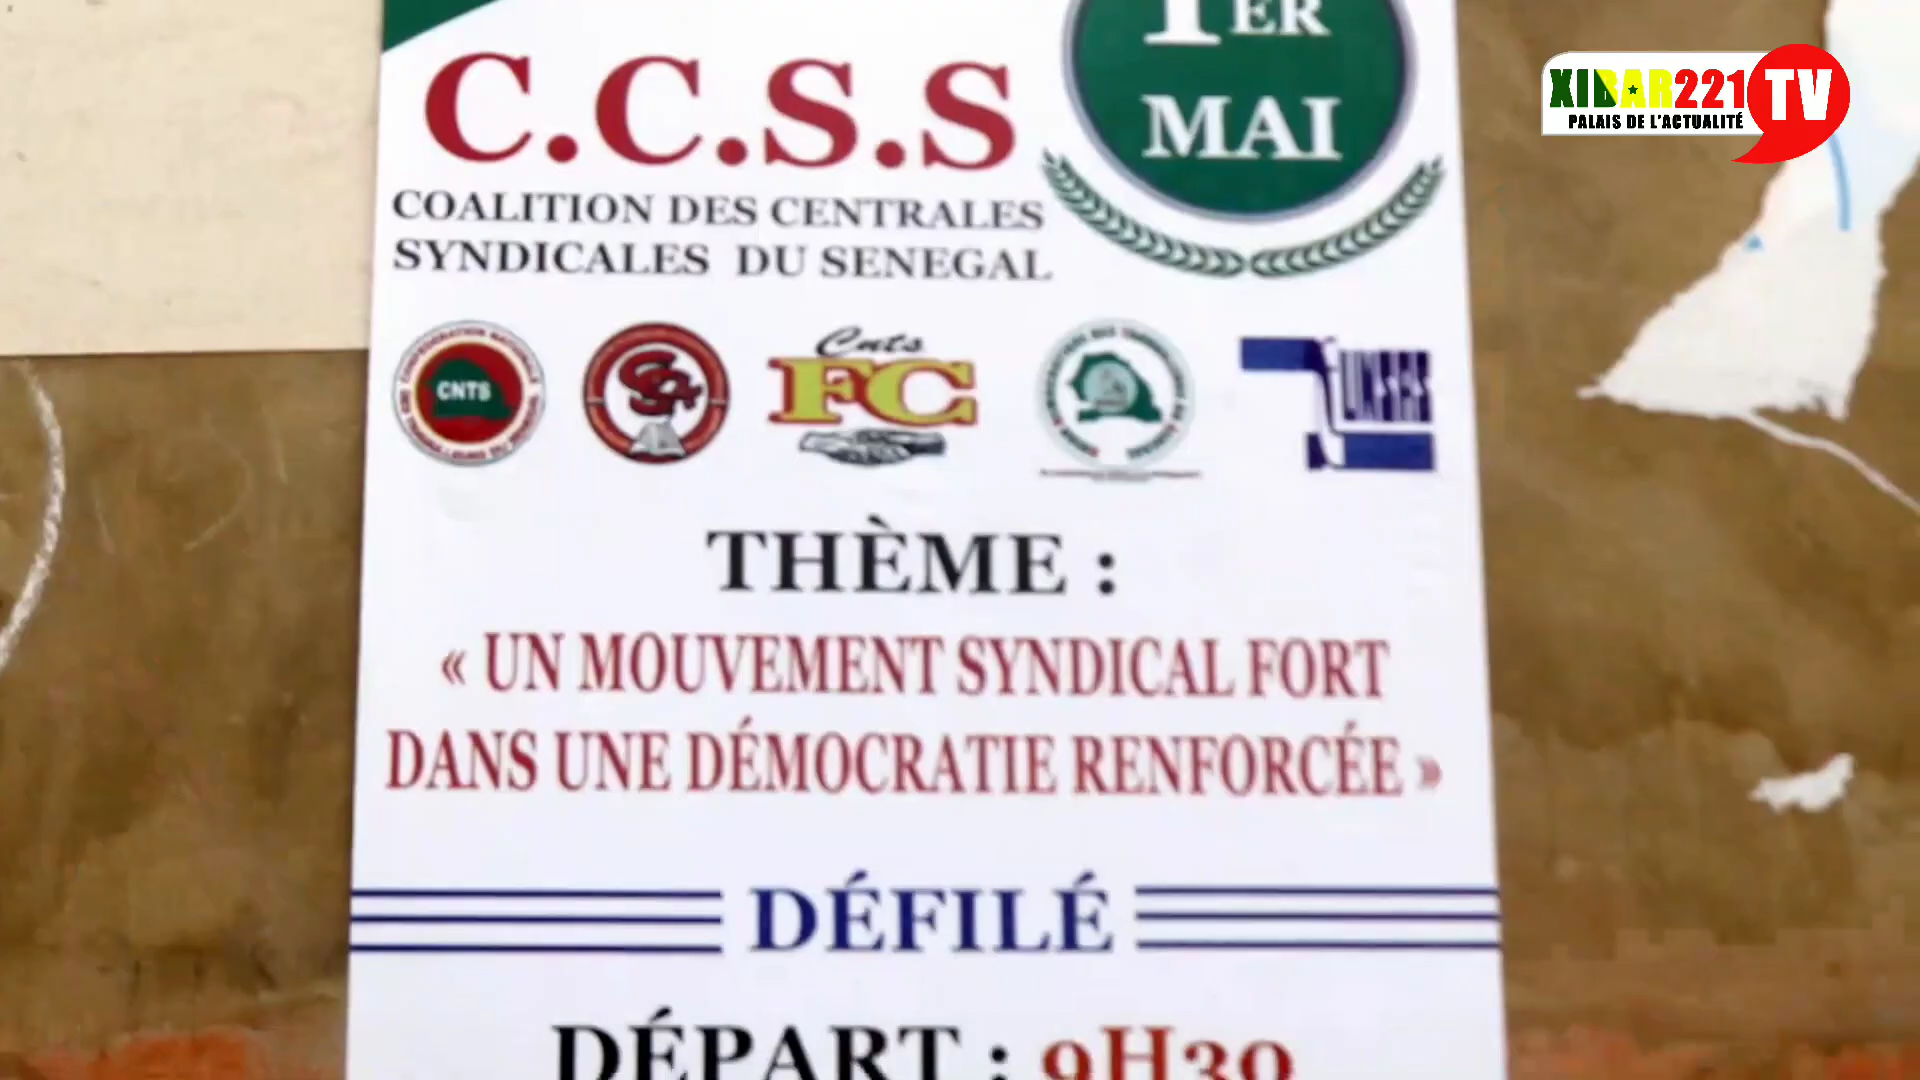 1ER
MAI
C.C.S.S
COALITION DES CENTRALES
SYNDICALES DU SENEGAL
XIBAR221 TV
PALAIS DE L'ACTUALITÉ
CNTS
Cnts
FC
THÈME :
« UN MOUVEMENT SYNDICAL FORT
DANS UNE DÉMOCRATIE RENFORCÉE »
DÉFILÉ
DÉPART : 9H30